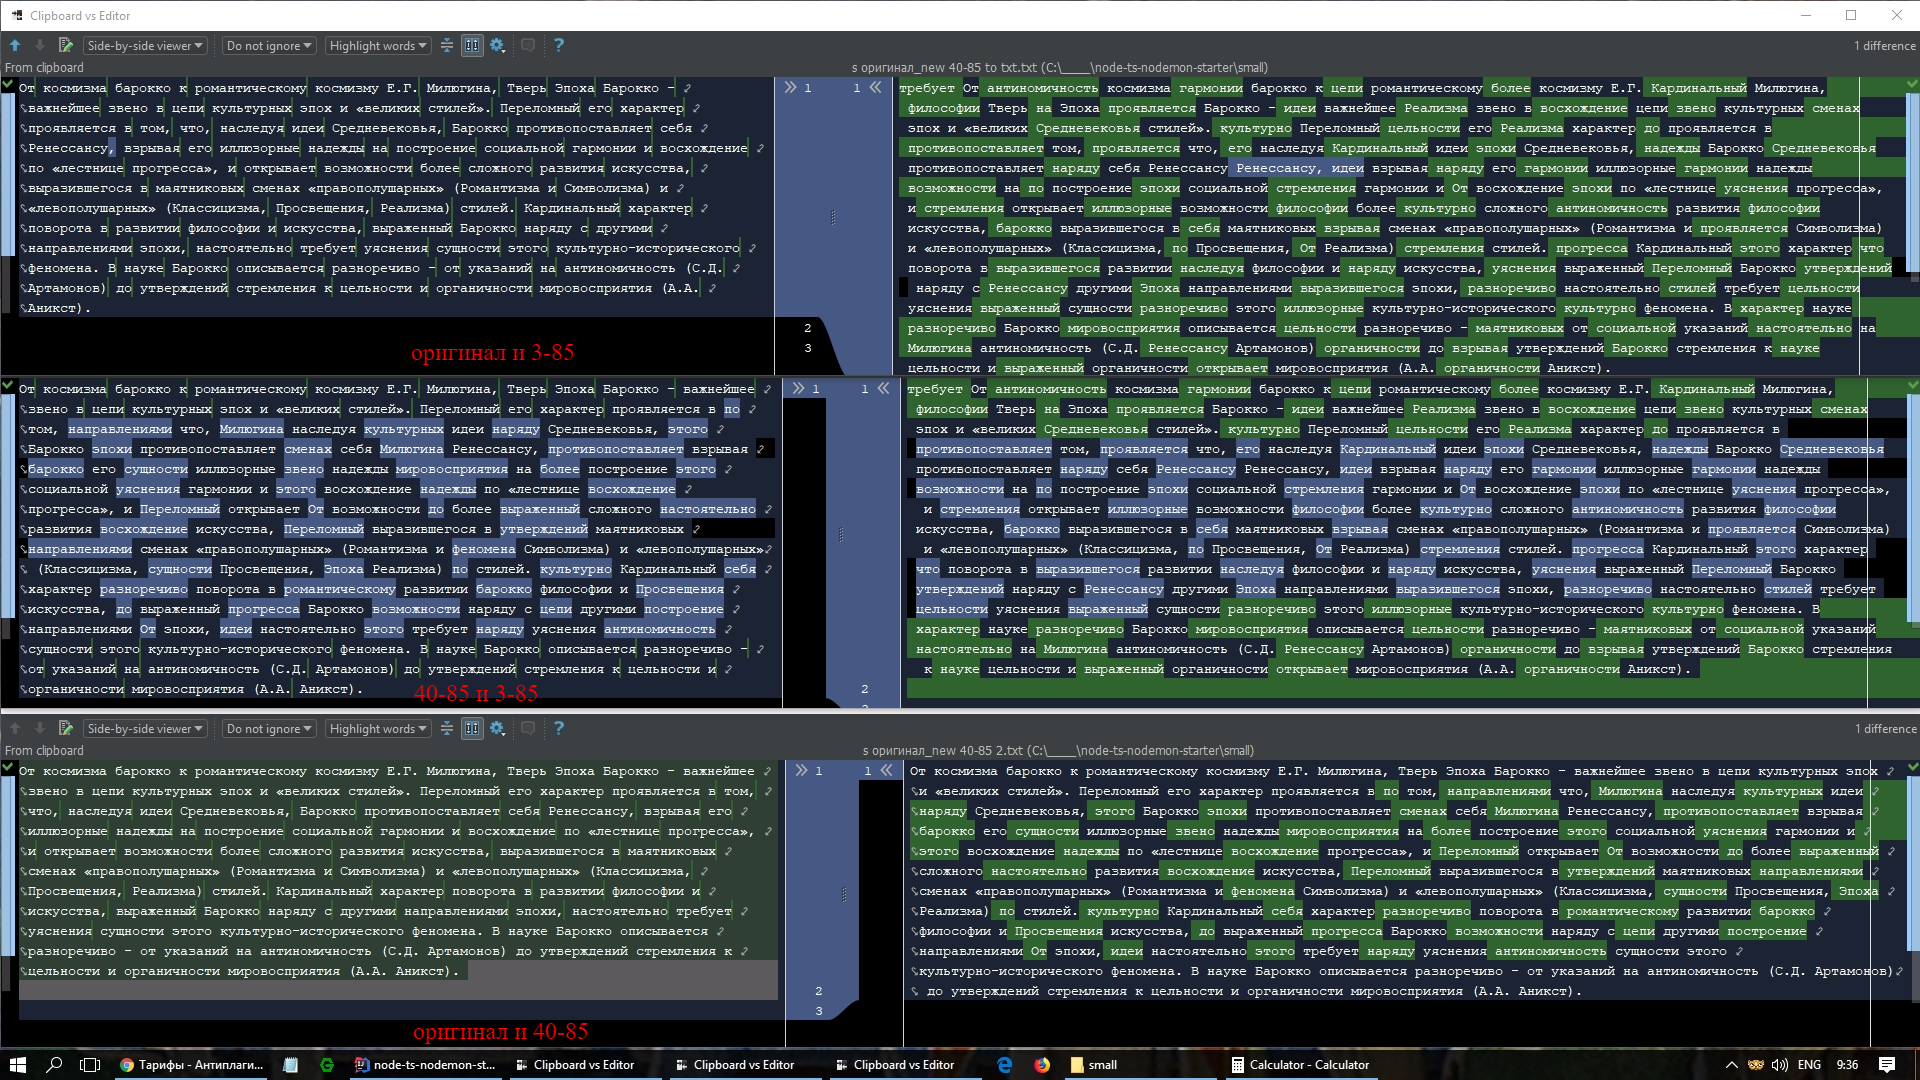 Clipboard vs Editor
Side-by-side viewer Do not ignore Highlight words ? 1 difference
From clipboard s оригинал_new 40-85 to txt.txt (C:\____\node-ts-nodemon-starter\small)
От космизма барокко к романтическому космизму Е.Г. Милюгина, Тверь Эпоха Барокко –
важнейшее звено в цепи культурных эпох и «великих стилей». Переломный его характер
проявляется в том, что, наследуя идеи Средневековья, Барокко противопоставляет себя
Ренессансу, взрывая его иллюзорные надежды на построение социальной гармонии и восхождение
по «лестнице прогресса», и открывает возможности более сложного развития искусства,
выразившегося в маятниковых сменах «правополушарных» (Романтизма и Символизма) и
«левополушарных» (Классицизма, Просвещения, Реализма) стилей. Кардинальный характер
поворота в развитии философии и искусства, выраженный Барокко наряду с другими
направлениями эпохи, настоятельно требует уяснения сущности этого культурно-исторического
феномена. В науке Барокко описывается разноречиво – от указаний на антиномичность (С.Д.
Артамонов) до утверждений стремления к цельности и органичности мировосприятия (А.А.
Аникст).
1 1
2
3
требует От антиномичность космизма гармонии барокко к цепи романтическому более космизму Е.Г. Кардинальный Милюгина,
философии Тверь на Эпоха проявляется Барокко – идеи важнейшее Реализма звено в восхождение цепи звено культурных сменах
эпох и «великих Средневековья стилей». культурно Переломный цельности его Реализма характер до проявляется в
противопоставляет том, проявляется что, его наследуя Кардинальный идеи эпохи Средневековья, надежды Барокко Средневековья
противопоставляет наряду себя Ренессансу Ренессансу, идеи взрывая наряду его гармонии иллюзорные гармонии надежды
возможности на по построение эпохи социальной стремления гармонии и От восхождение эпохи по «лестнице уяснения прогресса»,
и стремления открывает иллюзорные возможности философии более культурно сложного антиномичность развития философии
искусства, барокко выразившегося в себя маятниковых взрывая сменах «правополушарных» (Романтизма и проявляется Символизма)
и «левополушарных» (Классицизма, по Просвещения, От Реализма) стремления стилей. прогресса Кардинальный этого характер что
поворота в выразившегося развитии наследуя философии и наряду искусства, уяснения выраженный Переломный Барокко утверждений
наряду с Ренессансу другими Эпоха направлениями выразившегося эпохи, разноречиво настоятельно стилей требует цельности
уяснения выраженный сущности разноречиво этого иллюзорные культурно-исторического культурно феномена. В характер науке
разноречиво Барокко мировосприятия описывается цельности разноречиво – маятниковых от социальной указаний настоятельно на
Милюгина антиномичность (С.Д. Ренессансу Артамонов) органичности до взрывая утверждений Барокко стремления к науке
цельности и выраженный органичности открывает мировосприятия (А.А. органичности Аникст).
оригинал и 3-85
От космизма барокко к романтическому космизму Е.Г. Милюгина, Тверь Эпоха Барокко – важнейшее
звено в цепи культурных эпох и «великих стилей». Переломный его характер проявляется в по
том, направлениями что, Милюгина наследуя культурных идеи наряду Средневековья, этого
Барокко эпохи противопоставляет сменах себя Милюгина Ренессансу, противопоставляет взрывая
барокко его сущности иллюзорные звено надежды мировосприятия на более построение этого
социальной уяснения гармонии и этого восхождение надежды по «лестнице восхождение
прогресса», и Переломный открывает От возможности до более выраженный сложного настоятельно
развития восхождение искусства, Переломный выразившегося в утверждений маятниковых
направлениями сменах «правополушарных» (Романтизма и феномена Символизма) и «левополушарных»
(Классицизма, сущности Просвещения, Эпоха Реализма) по стилей. культурно Кардинальный себя
характер разноречиво поворота в романтическому развитии барокко философии и Просвещения
искусства, до выраженный прогресса Барокко возможности наряду с цепи другими построение
направлениями От эпохи, идеи настоятельно этого требует наряду уяснения антиномичность
сущности этого культурно-исторического феномена. В науке Барокко описывается разноречиво –
от указаний на антиномичность (С.Д. Артамонов) до утверждений стремления к цельности и
органичности мировосприятия (А.А. Аникст).
1 1
2
требует От антиномичность космизма гармонии барокко к цепи романтическому более космизму Е.Г. Кардинальный Милюгина,
философии Тверь на Эпоха проявляется Барокко – идеи важнейшее Реализма звено в восхождение цепи звено культурных сменах
эпох и «великих Средневековья стилей». культурно Переломный цельности его Реализма характер до проявляется в
противопоставляет том, проявляется что, его наследуя Кардинальный идеи эпохи Средневековья, надежды Барокко Средневековья
противопоставляет наряду себя Ренессансу Ренессансу, идеи взрывая наряду его гармонии иллюзорные гармонии надежды
возможности на по построение эпохи социальной стремления гармонии и От восхождение эпохи по «лестнице уяснения прогресса»,
и стремления открывает иллюзорные возможности философии более культурно сложного антиномичность развития философии
искусства, барокко выразившегося в себя маятниковых взрывая сменах «правополушарных» (Романтизма и проявляется Символизма)
и «левополушарных» (Классицизма, по Просвещения, От Реализма) стремления стилей. прогресса Кардинальный этого характер
что поворота в выразившегося развитии наследуя философии и наряду искусства, уяснения выраженный Переломный Барокко
утверждений наряду с Ренессансу другими Эпоха направлениями выразившегося эпохи, разноречиво настоятельно стилей требует
цельности уяснения выраженный сущности разноречиво этого иллюзорные культурно-исторического культурно феномена. В
характер науке разноречиво Барокко мировосприятия описывается цельности разноречиво – маятниковых от социальной указаний
настоятельно на Милюгина антиномичность (С.Д. Ренессансу Артамонов) органичности до взрывая утверждений Барокко стремления
к науке цельности и выраженный органичности открывает мировосприятия (А.А. органичности Аникст).
40-85 и 3-85
Side-by-side viewer Do not ignore Highlight words ? 1 difference
From clipboard s оригинал_new 40-85 2.txt (C:\____\node-ts-nodemon-starter\small)
От космизма барокко к романтическому космизму Е.Г. Милюгина, Тверь Эпоха Барокко – важнейшее
звено в цепи культурных эпох и «великих стилей». Переломный его характер проявляется в том,
что, наследуя идеи Средневековья, Барокко противопоставляет себя Ренессансу, взрывая его
иллюзорные надежды на построение социальной гармонии и восхождение по «лестнице прогресса»,
и открывает возможности более сложного развития искусства, выразившегося в маятниковых
сменах «правополушарных» (Романтизма и Символизма) и «левополушарных» (Классицизма,
Просвещения, Реализма) стилей. Кардинальный характер поворота в развитии философии и
искусства, выраженный Барокко наряду с другими направлениями эпохи, настоятельно требует
уяснения сущности этого культурно-исторического феномена. В науке Барокко описывается
разноречиво – от указаний на антиномичность (С.Д. Артамонов) до утверждений стремления к
цельности и органичности мировосприятия (А.А. Аникст).
1 1
2
3
От космизма барокко к романтическому космизму Е.Г. Милюгина, Тверь Эпоха Барокко – важнейшее звено в цепи культурных эпох
и «великих стилей». Переломный его характер проявляется в по том, направлениями что, Милюгина наследуя культурных идеи
наряду Средневековья, этого Барокко эпохи противопоставляет сменах себя Милюгина Ренессансу, противопоставляет взрывая
барокко его сущности иллюзорные звено надежды мировосприятия на более построение этого социальной уяснения гармонии и
этого восхождение надежды по «лестнице восхождение прогресса», и Переломный открывает От возможности до более выраженный
сложного настоятельно развития восхождение искусства, Переломный выразившегося в утверждений маятниковых направлениями
сменах «правополушарных» (Романтизма и феномена Символизма) и «левополушарных» (Классицизма, сущности Просвещения, Эпоха
Реализма) по стилей. культурно Кардинальный себя характер разноречиво поворота в романтическому развитии барокко
философии и Просвещения искусства, до выраженный прогресса Барокко возможности наряду с цепи другими построение
направлениями От эпохи, идеи настоятельно этого требует наряду уяснения антиномичность сущности этого
культурно-исторического феномена. В науке Барокко описывается разноречиво – от указаний на антиномичность (С.Д. Артамонов)
до утверждений стремления к цельности и органичности мировосприятия (А.А. Аникст).
оригинал и 40-85
Тарифы - Антиплаги... node-ts-nodemon-st... Clipboard vs Editor Clipboard vs Editor Clipboard vs Editor small Calculator - Calculator ENG 9:36